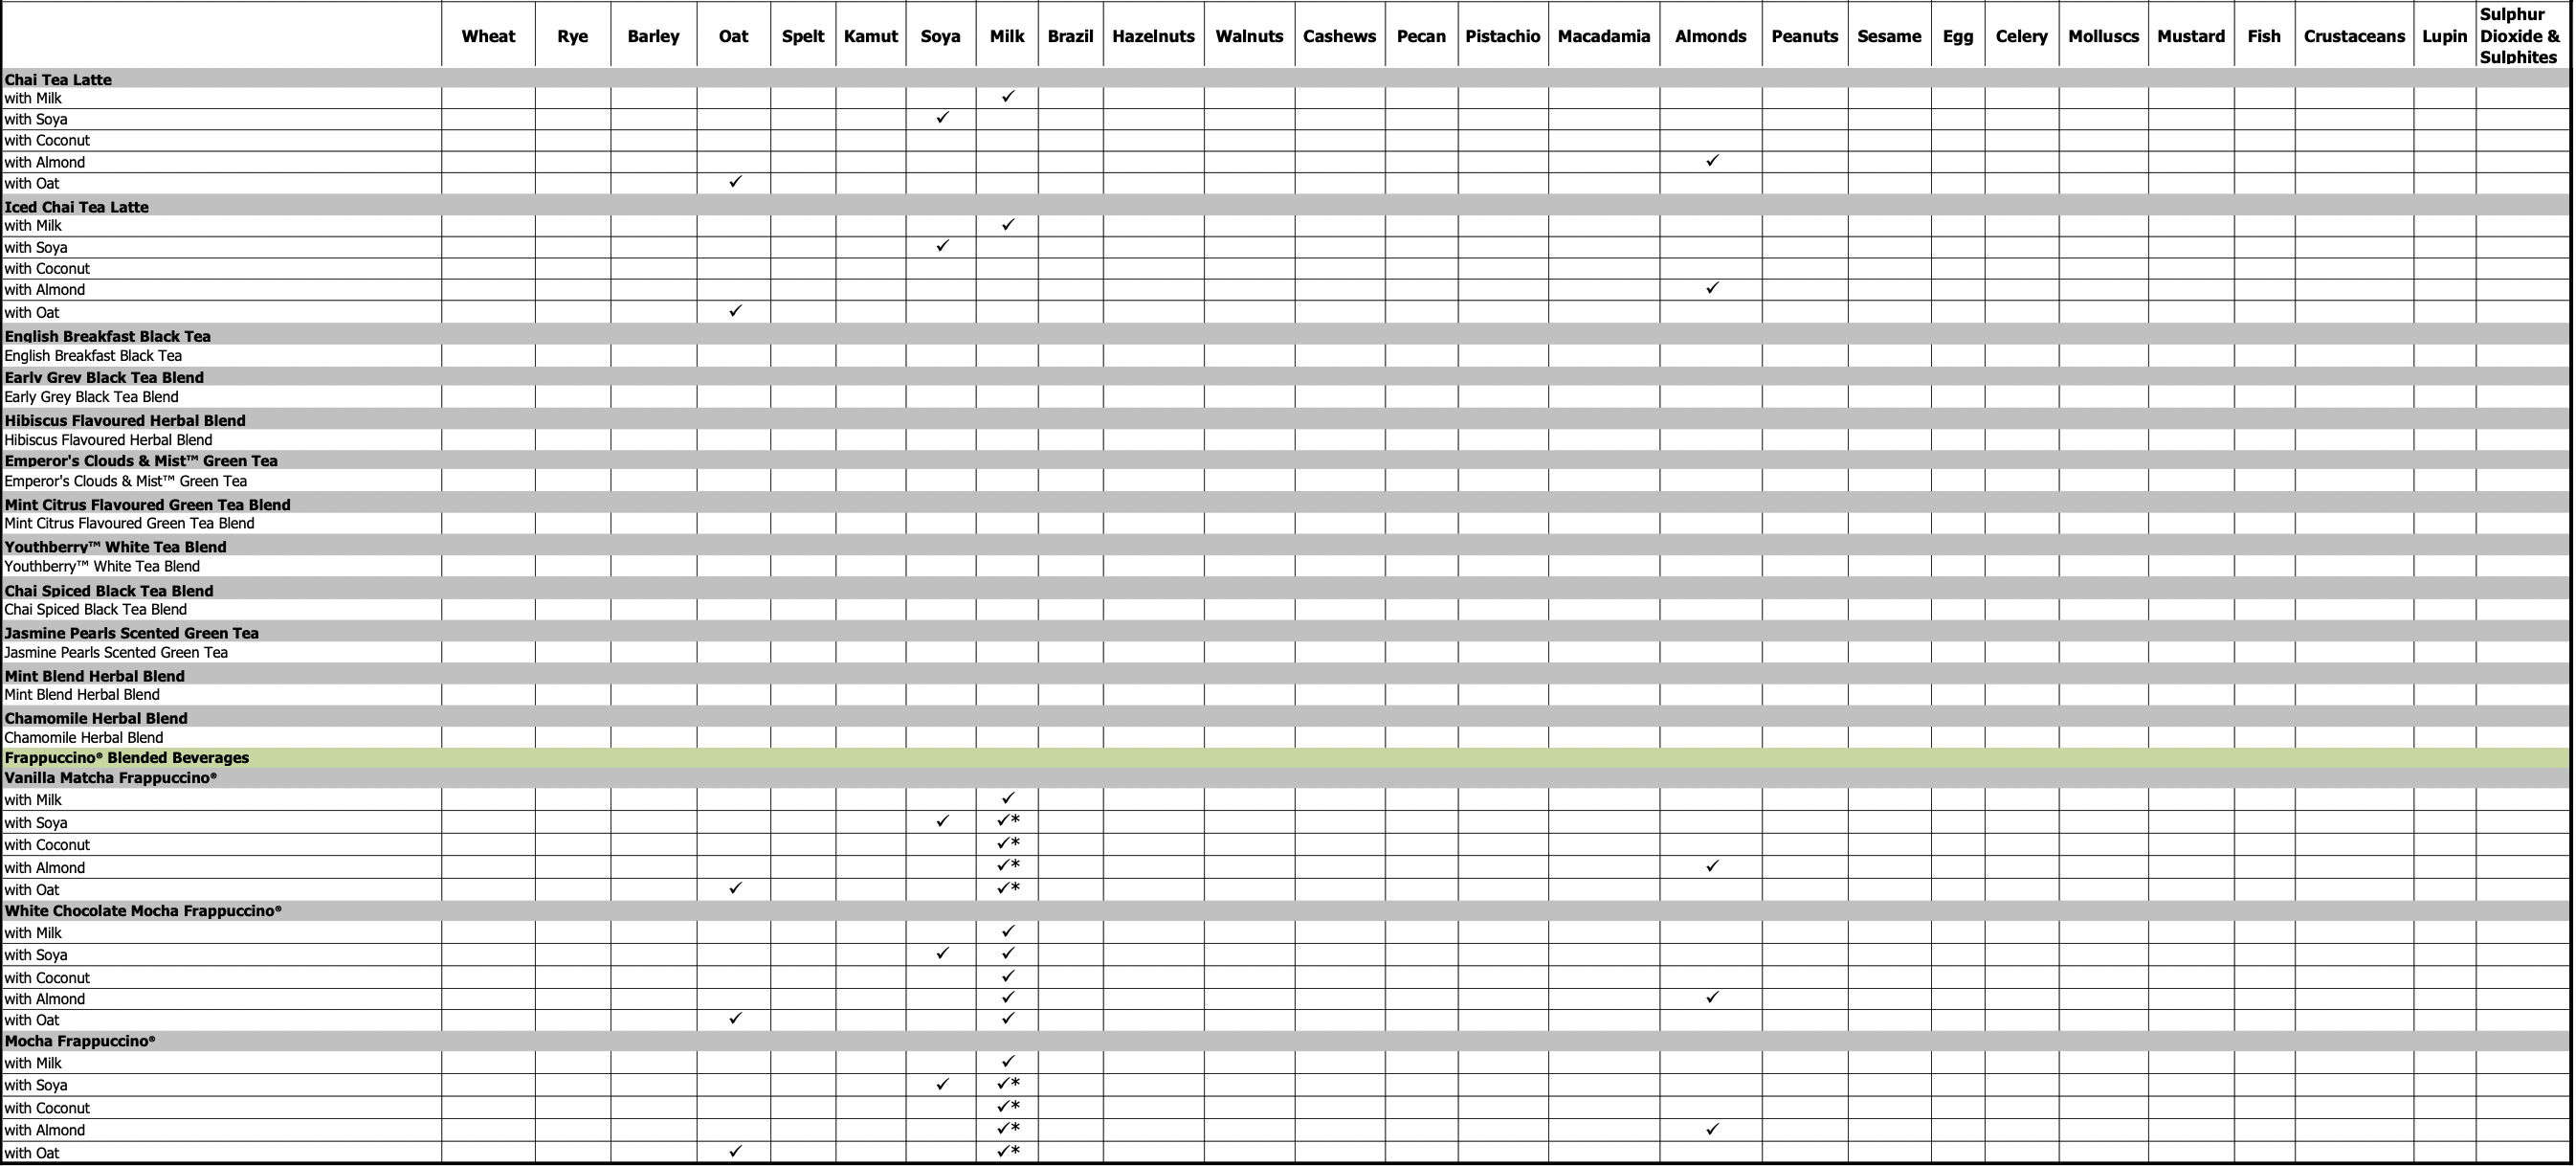 Wheat Rye Barley Oat Spelt Kamut Soya Milk Brazil Hazelnuts Walnuts Cashews Pecan Pistachio Macadamia Almonds Peanuts Sesame Egg Celery Molluscs Mustard Fish Crustaceans Lupin Sulphur Dioxide & Sulphites
Chai Tea Latte
with Milk ✓
with Soya ✓
with Coconut
with Almond ✓
with Oat ✓
Iced Chai Tea Latte
with Milk ✓
with Soya ✓
with Coconut
with Almond ✓
with Oat ✓
English Breakfast Black Tea
English Breakfast Black Tea
Early Grey Black Tea Blend
Early Grey Black Tea Blend
Hibiscus Flavoured Herbal Blend
Hibiscus Flavoured Herbal Blend
Emperor's Clouds & Mist™ Green Tea
Emperor's Clouds & Mist™ Green Tea
Mint Citrus Flavoured Green Tea Blend
Mint Citrus Flavoured Green Tea Blend
Youthberry™ White Tea Blend
Youthberry™ White Tea Blend
Chai Spiced Black Tea Blend
Chai Spiced Black Tea Blend
Jasmine Pearls Scented Green Tea
Jasmine Pearls Scented Green Tea
Mint Blend Herbal Blend
Mint Blend Herbal Blend
Chamomile Herbal Blend
Chamomile Herbal Blend
Frappuccino® Blended Beverages
Vanilla Matcha Frappuccino®
with Milk ✓
with Soya ✓ ✓*
with Coconut ✓*
with Almond ✓* ✓
with Oat ✓ ✓*
White Chocolate Mocha Frappuccino®
with Milk ✓
with Soya ✓ ✓
with Coconut ✓
with Almond ✓ ✓
with Oat ✓ ✓
Mocha Frappuccino®
with Milk ✓
with Soya ✓ ✓*
with Coconut ✓*
with Almond ✓* ✓
with Oat ✓ ✓*